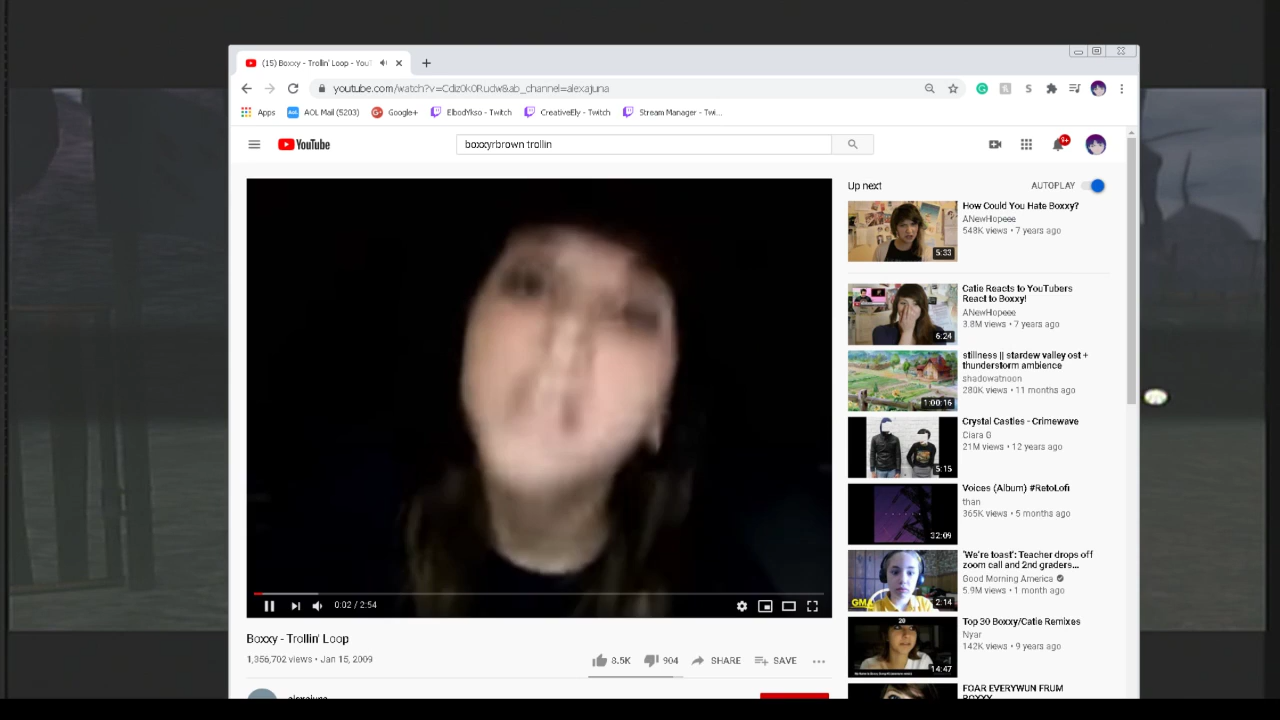 (15) Boxxy - Trollin' Loop - You
youtube.com/watch?v=Cdiz0k0Rudw&ab_channel=alexajuna
Apps
AOL Mail (5203)
Google+
ElbodYkso - Twitch
CreativeEly - Twitch
Stream Manager - Twi...
YouTube
boxxyrbrown trollin
9+
Up next
AUTOPLAY
How Could You Hate Boxxy?
ANewHopeee
548K views • 7 years ago
5:33
Catie Reacts to YouTubers
React to Boxxy!
ANewHopeee
3.8M views • 7 years ago
6:24
stillness || stardew valley ost +
thunderstorm ambience
shadowatnoon
280K views • 11 months ago
1:00:16
Crystal Castles - Crimewave
Ciara G
21M views • 12 years ago
5:15
Voices (Album) #RetoLofi
than
365K views • 5 months ago
32:09
'We're toast': Teacher drops off
zoom call and 2nd graders...
Good Morning America
5.9M views • 1 month ago
GMA
2:14
Top 30 Boxxy/Catie Remixes
Nyar
142K views • 9 years ago
20
14:47
FOAR EVERYWUN FRUM
BOXXY
0:02 / 2:54
Boxxy - Trollin' Loop
1,356,702 views • Jan 15, 2009
8.5K
904
SHARE
SAVE
alexajuna